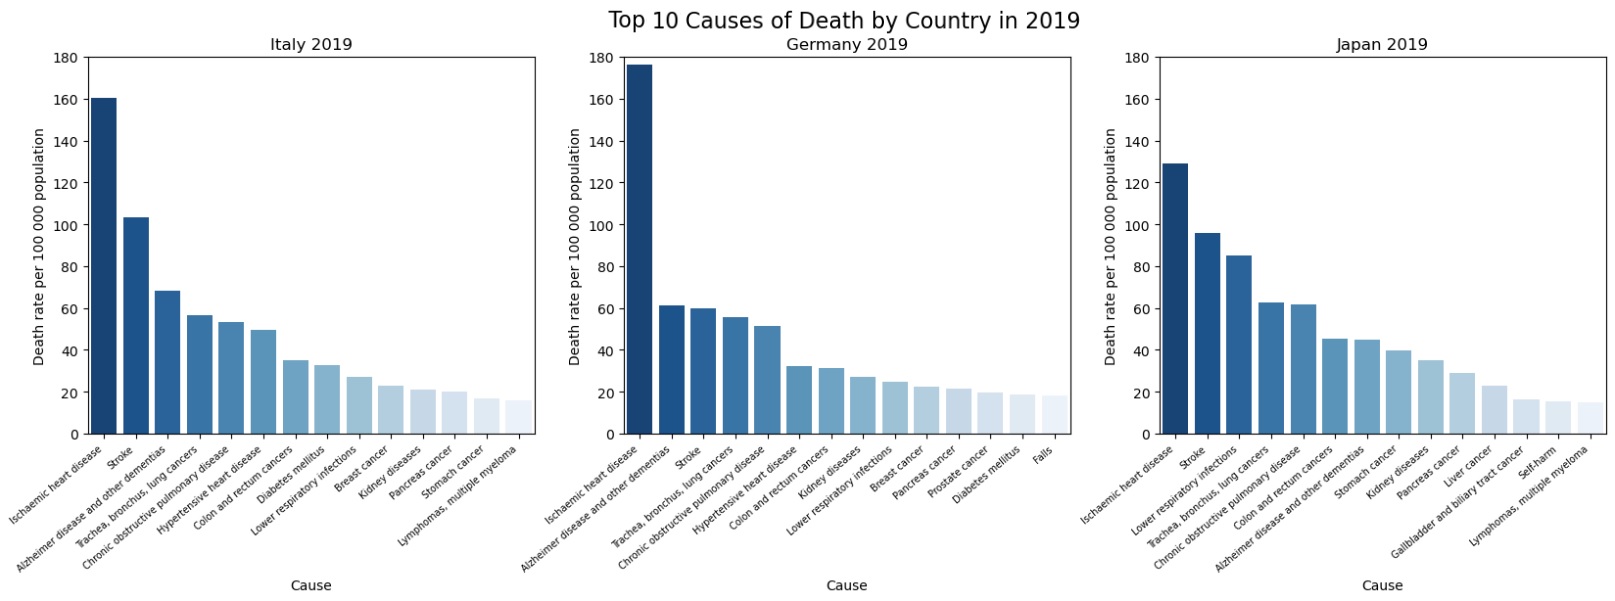 Top 10 Causes of Death by Country in 2019
Italy 2019
Death rate per 100 000 population
180
160
140
120
100
80
60
40
20
0
Ischaemic heart disease
Stroke
Alzheimer disease and other dementias
Trachea, bronchus, lung cancers
Chronic obstructive pulmonary disease
Hypertensive heart disease
Colon and rectum cancers
Diabetes mellitus
Lower respiratory infections
Breast cancer
Kidney diseases
Pancreas cancer
Stomach cancer
Lymphomas, multiple myeloma
Cause
Germany 2019
Death rate per 100 000 population
180
160
140
120
100
80
60
40
20
0
Ischaemic heart disease
Alzheimer disease and other dementias
Stroke
Trachea, bronchus, lung cancers
Chronic obstructive pulmonary disease
Hypertensive heart disease
Colon and rectum cancers
Kidney diseases
Lower respiratory infections
Breast cancer
Pancreas cancer
Prostate cancer
Diabetes mellitus
Falls
Cause
Japan 2019
Death rate per 100 000 population
180
160
140
120
100
80
60
40
20
0
Ischaemic heart disease
Stroke
Lower respiratory infections
Trachea, bronchus, lung cancers
Chronic obstructive pulmonary disease
Colon and rectum cancers
Alzheimer disease and other dementias
Stomach cancer
Kidney diseases
Pancreas cancer
Liver cancer
Gallbladder and biliary tract cancer
Self-harm
Lymphomas, multiple myeloma
Cause